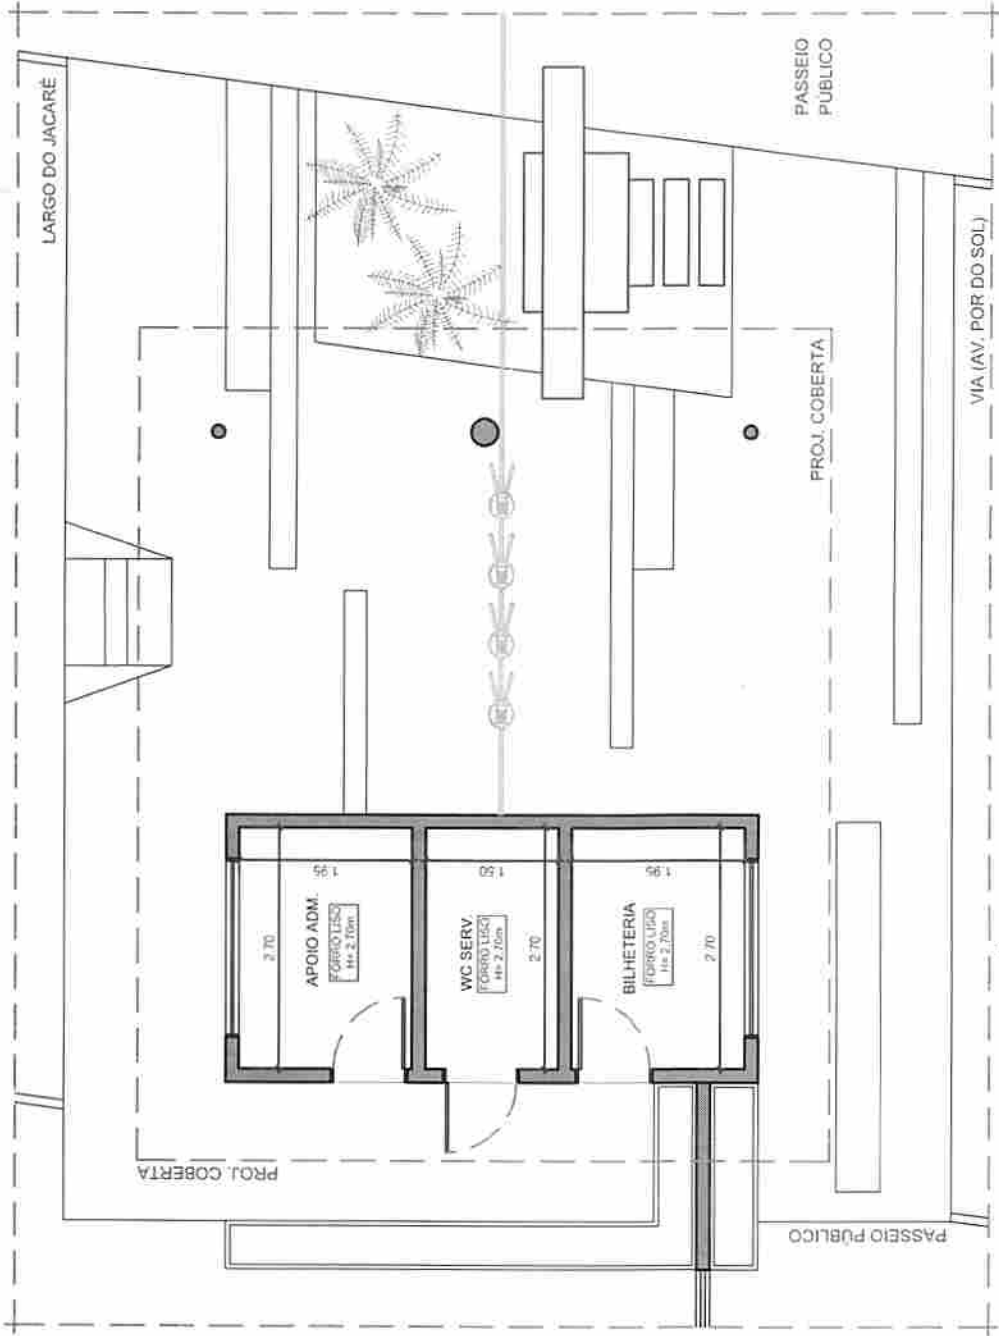 LARGO DO JACARÉ
PASSEIO
PÚBLICO
VIA (AV. POR DO SOL)
PROJ. COBERTA
1.95
2.70
APOIO ADM.
FORRO LISO
H= 2.70m
1.50
WC SERV.
FORRO LISO
H= 2.70m
2.70
1.95
BILHETERIA
FORRO LISO
H= 2.70m
2.70
PROJ. COBERTA
PASSEIO PÚBLICO